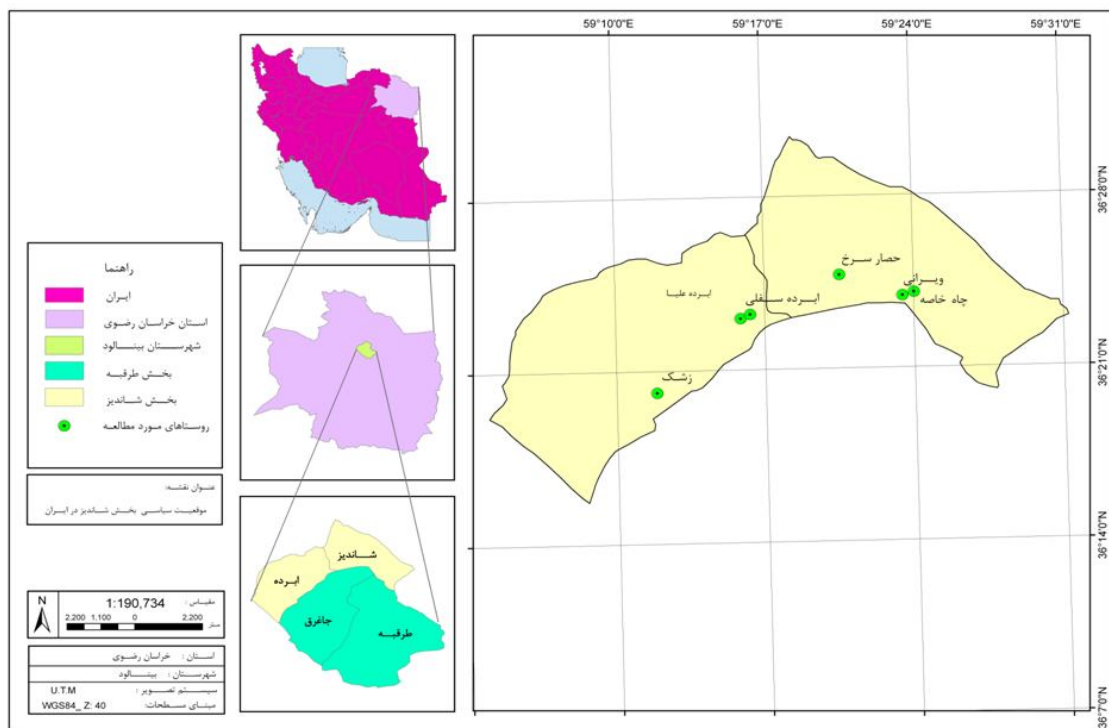 59°10'0"E 59°17'0"E 59°24'0"E 59°31'0"E
36°28'0"N
36°21'0"N
36°14'0"N
36°7'0"N
حصار سرخ
ویرانی
چاه خاصه
ابرده علیا
ابرده سفلی
زشک
شاندیز
ابرده
جاغرق
طرقبه
راهنما
ایران
استان خراسان رضوی
شهرستان بینالود
بخش طرقبه
بخش شاندیز
روستاهای مورد مطالعه
عنوان نقشه:
موقعیت سیاسی بخش شاندیز در ایران
N
مقیاس : 1:190,734
2,200 1,100 0 2,200 متر
استان : خراسان رضوی
شهرستان : بینالود
سیستم تصویر : U.T.M
مبنای مسطحات: WGS84_ Z: 40